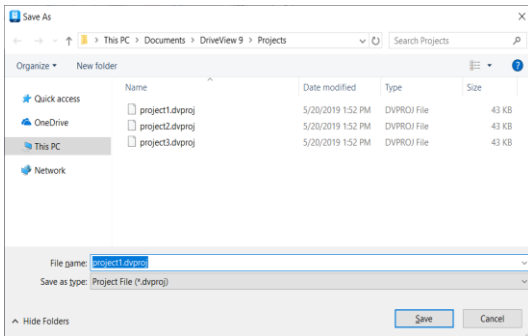 Save As
This PC > Documents > DriveView 9 > Projects
Search Projects
Organize
New folder
Name
Date modified
Type
Size
Quick access
OneDrive
This PC
Network
project1.dvproj 5/20/2019 1:52 PM DVPROJ File 43 KB
project2.dvproj 5/20/2019 1:52 PM DVPROJ File 43 KB
project3.dvproj 5/20/2019 1:52 PM DVPROJ File 43 KB
File name: project1.dvproj
Save as type: Project File (*.dvproj)
Hide Folders
Save
Cancel